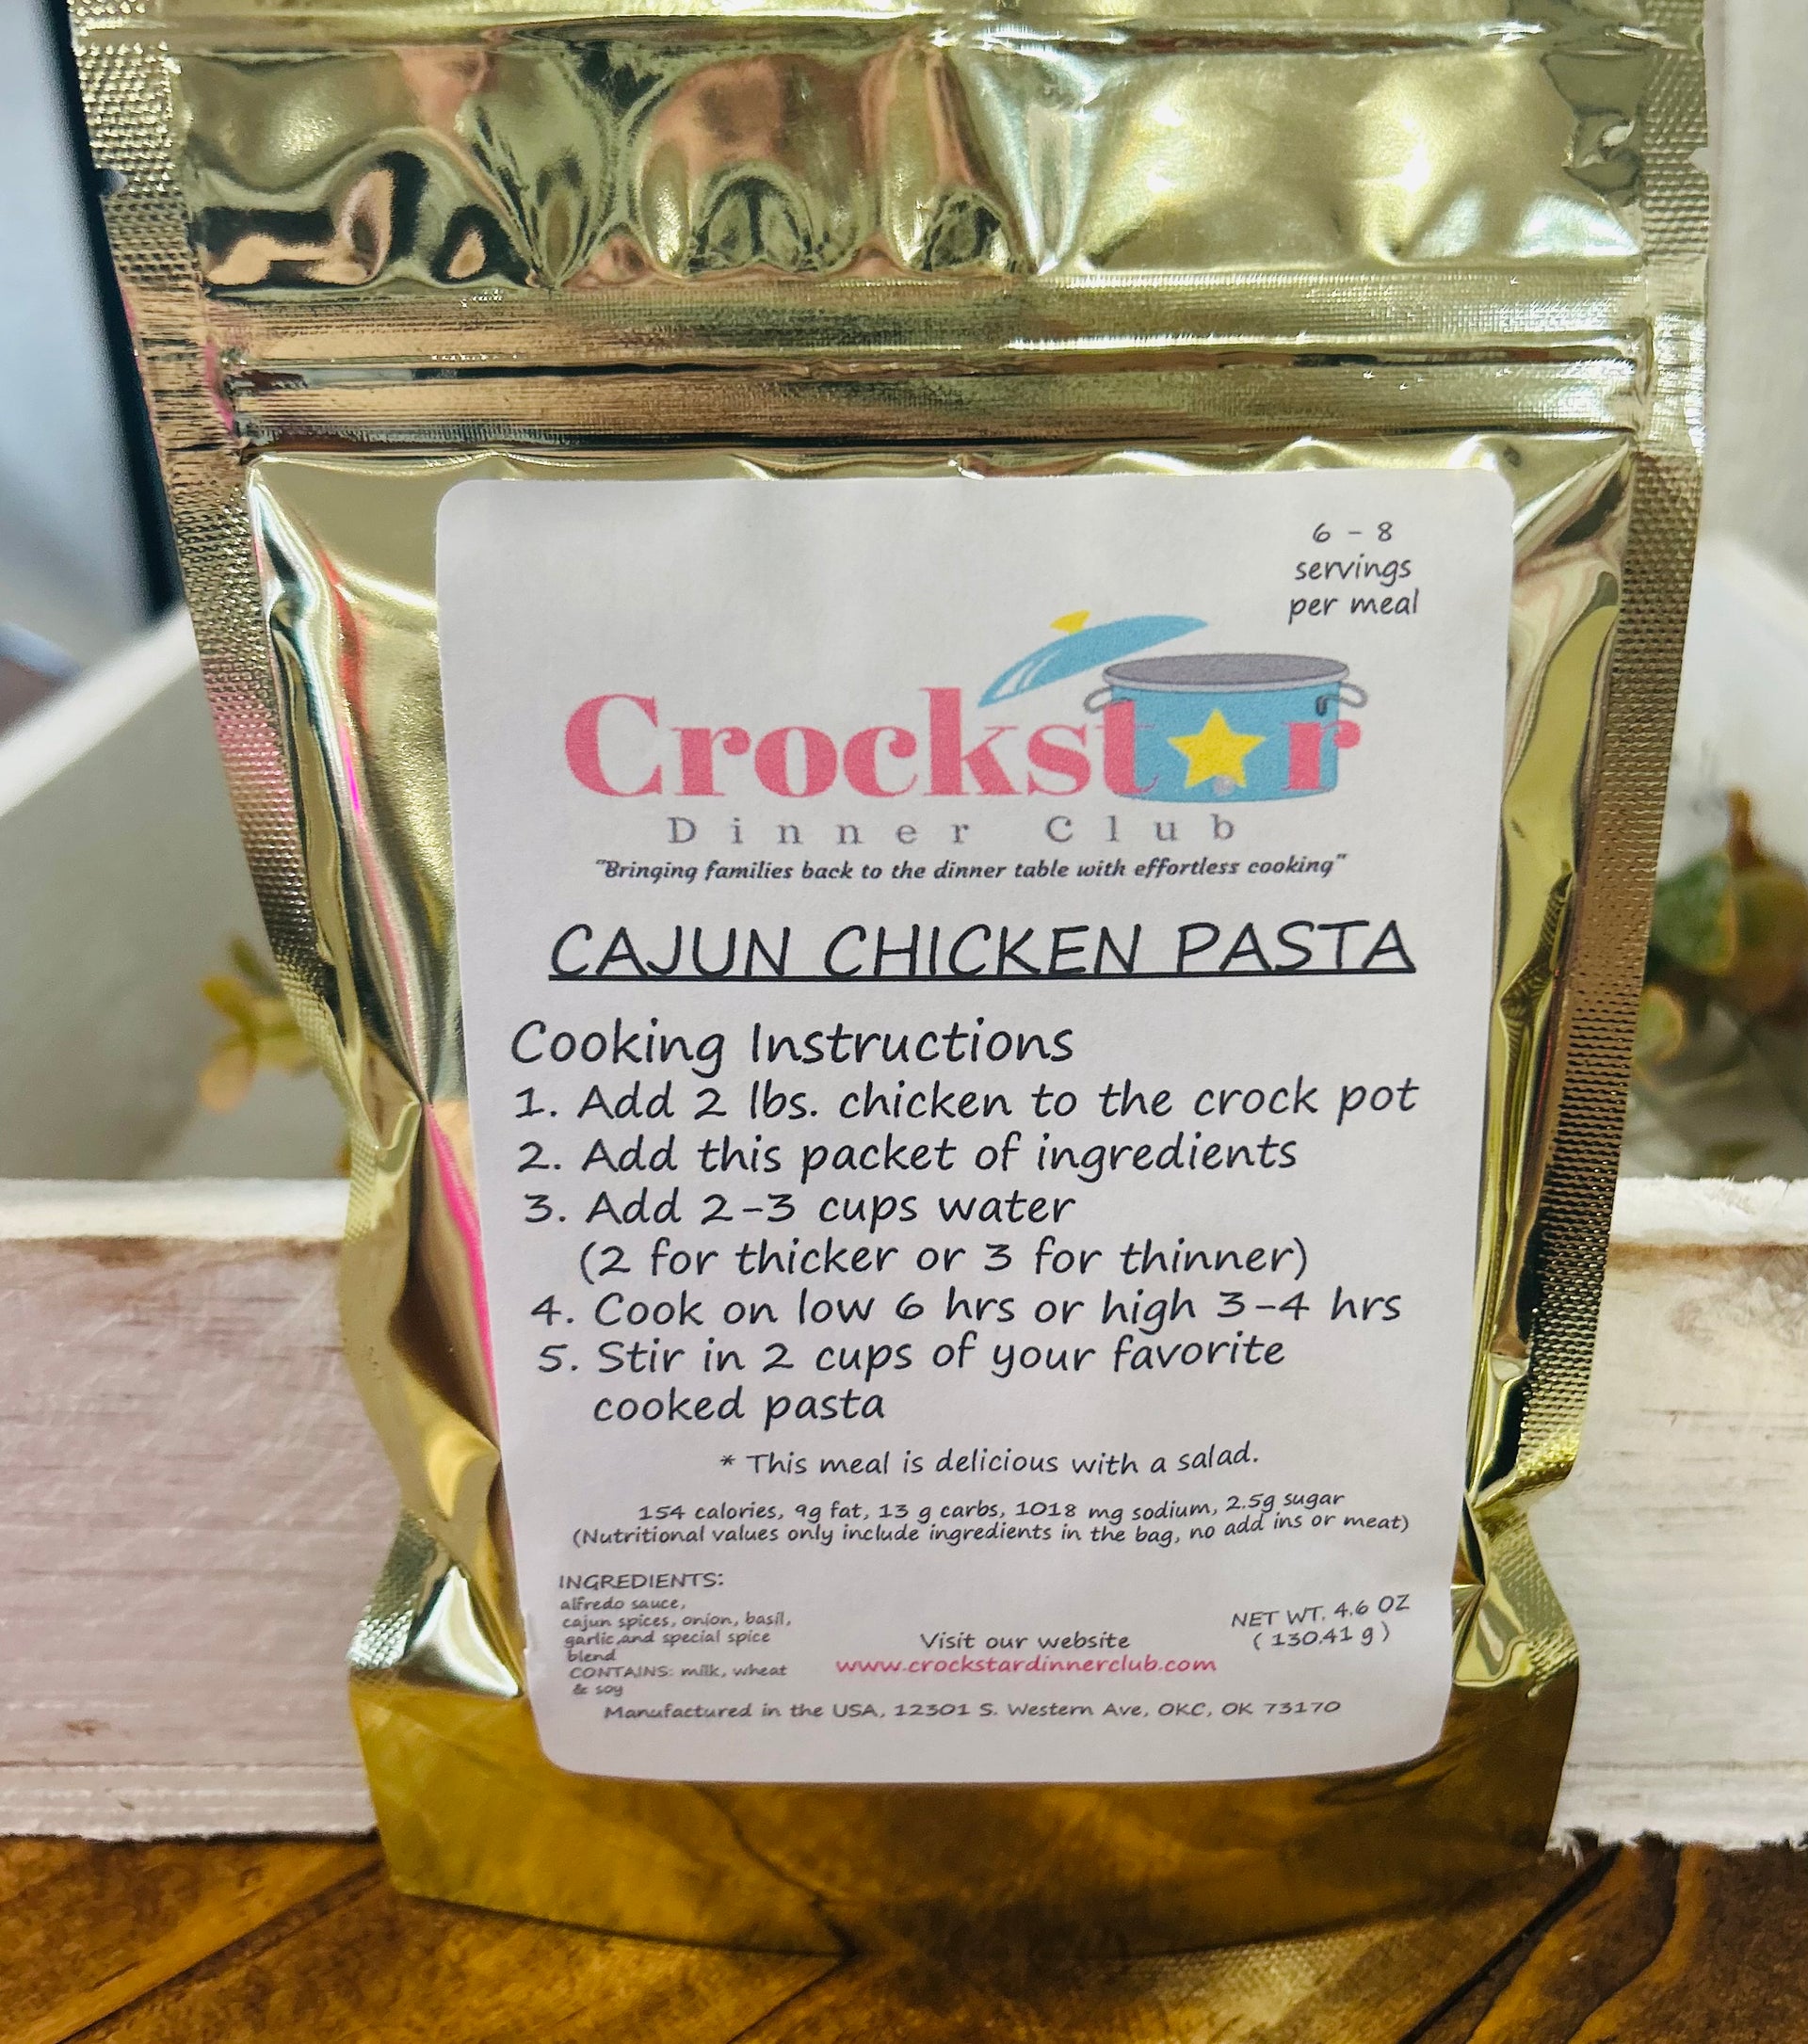 6 - 8
servings
per meal
Crockstar
Dinner Club
"Bringing families back to the dinner table with effortless cooking"
CAJUN CHICKEN PASTA
Cooking Instructions
1. Add 2 lbs. chicken to the crock pot
2. Add this packet of ingredients
3. Add 2-3 cups water
(2 for thicker or 3 for thinner)
4. Cook on low 6 hrs or high 3-4 hrs
5. Stir in 2 cups of your favorite
cooked pasta
* This meal is delicious with a salad.
154 calories, 9g fat, 13 g carbs, 1018 mg sodium, 2.5g sugar
(Nutritional values only include ingredients in the bag, no add ins or meat)
INGREDIENTS:
alfredo sauce,
cajun spices, onion, basil,
garlic,and special spice
blend
CONTAINS: milk, wheat
& soy
Visit our website
www.crockstardinnerclub.com
NET WT. 4.6 OZ
( 130.41 g )
Manufactured in the USA, 12301 S. Western Ave, OKC, OK 73170